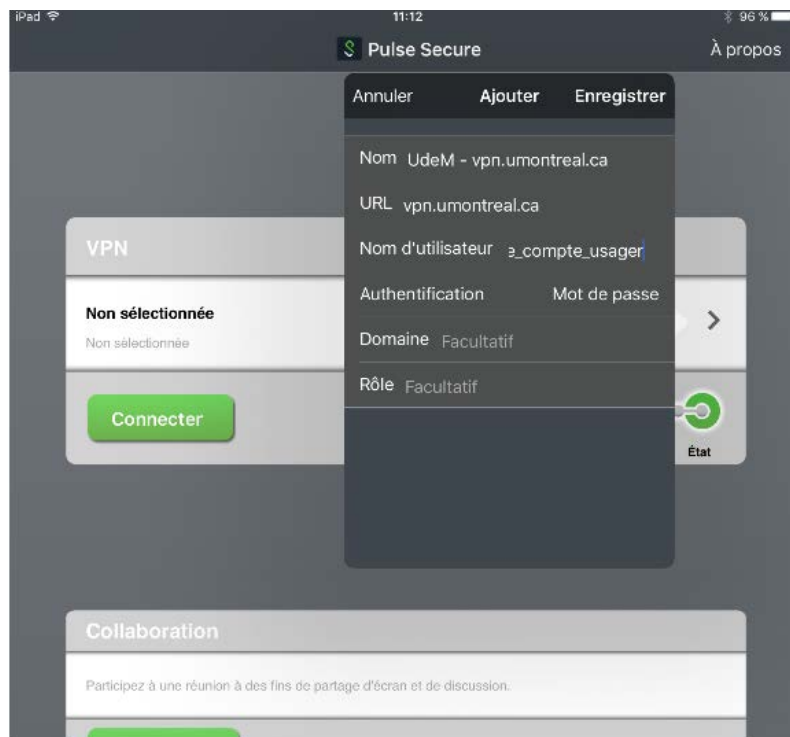 iPad 11:12 96 %
Pulse Secure À propos
Annuler Ajouter Enregistrer
Nom UdeM - vpn.umontreal.ca
URL vpn.umontreal.ca
Nom d'utilisateur e_compte_usager
Authentification Mot de passe
Domaine Facultatif
Rôle Facultatif
VPN
Non sélectionnée
Non sélectionnée
Connecter
État
Collaboration
Participez à une réunion à des fins de partage d'écran et de discussion.